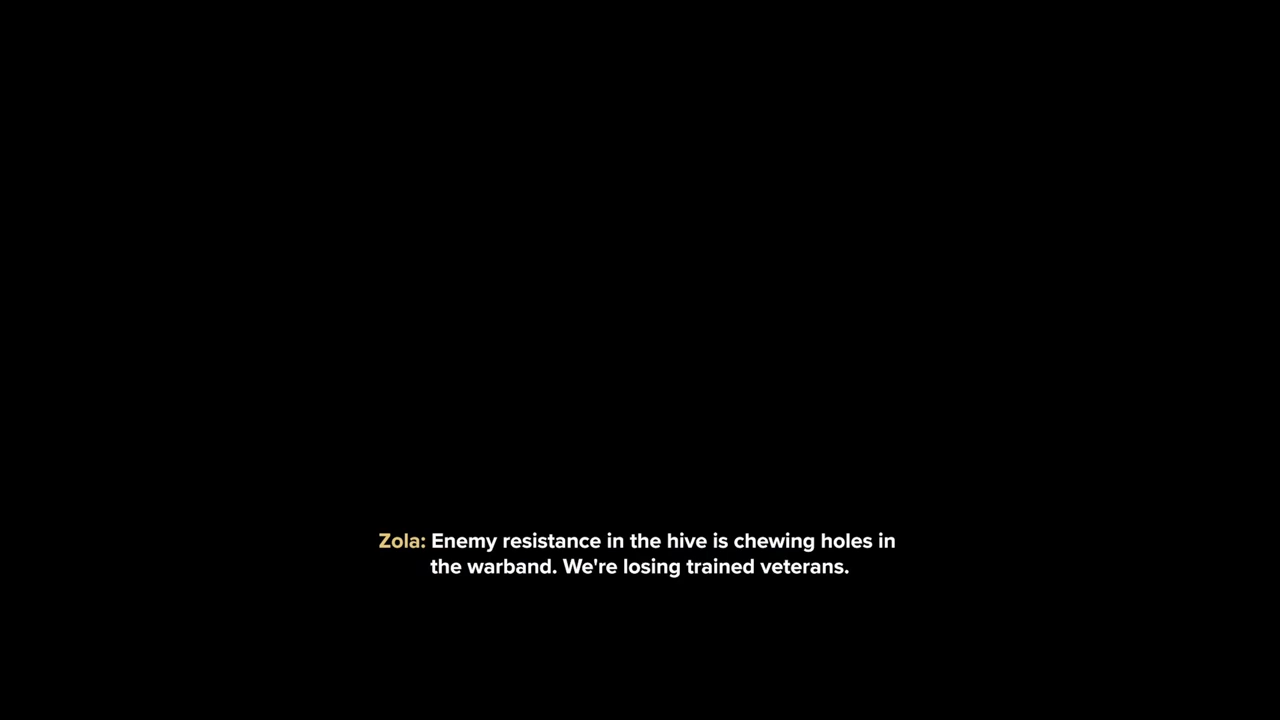 Zola: Enemy resistance in the hive is chewing holes in
the warband. We're losing trained veterans.